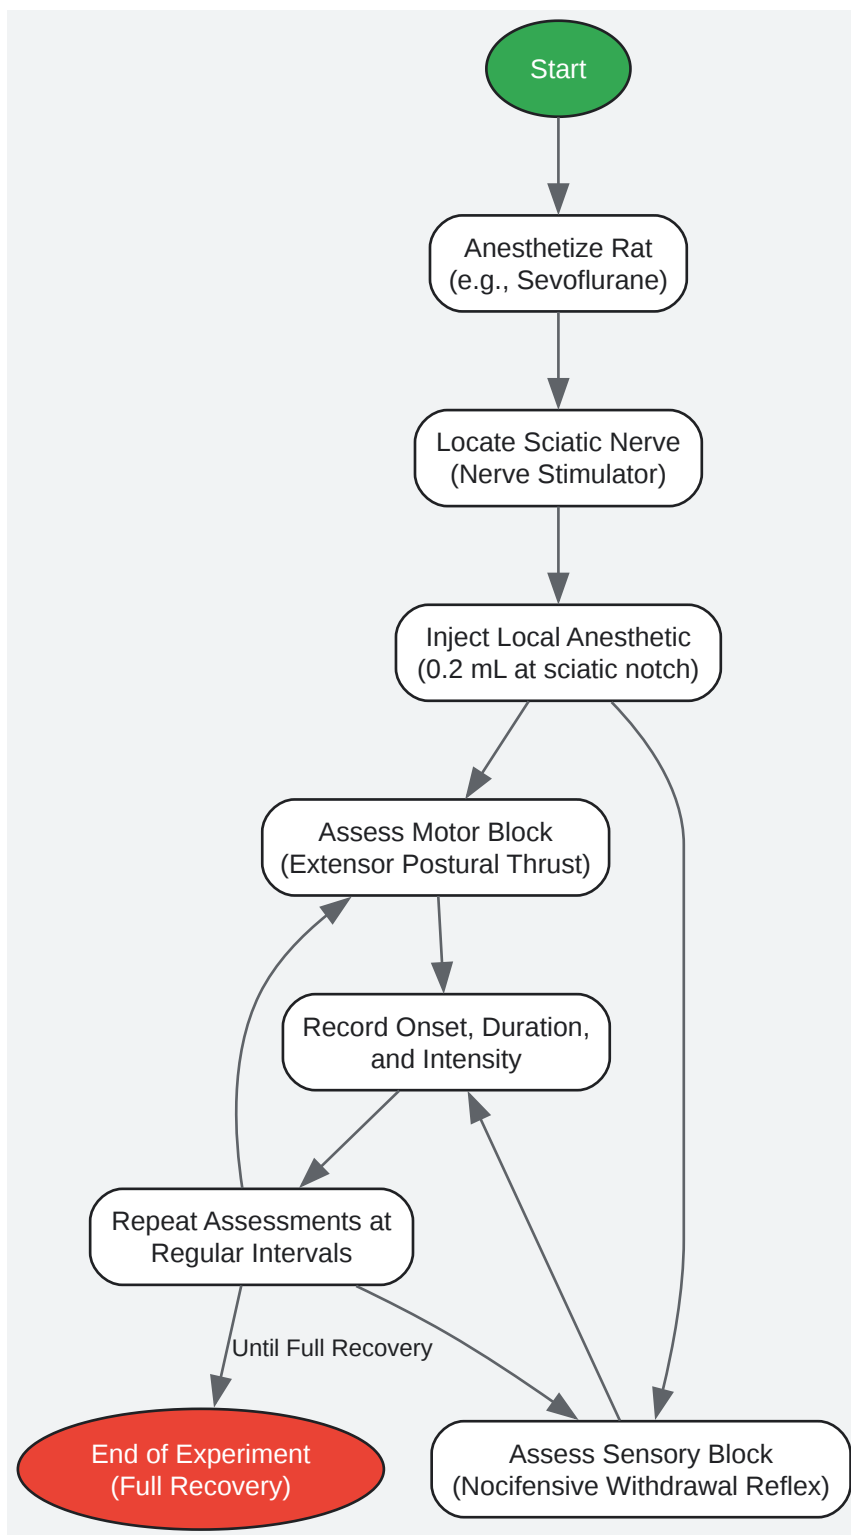 Start
Anesthetize Rat
(e.g., Sevoflurane)
Locate Sciatic Nerve
(Nerve Stimulator)
Inject Local Anesthetic
(0.2 mL at sciatic notch)
Assess Motor Block
(Extensor Postural Thrust)
Record Onset, Duration,
and Intensity
Repeat Assessments at
Regular Intervals
Until Full Recovery
End of Experiment
(Full Recovery)
Assess Sensory Block
(Nocifensive Withdrawal Reflex)